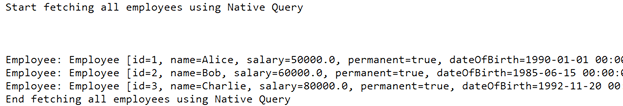 Start fetching all employees using Native Query
Employee: Employee [id=1, name=Alice, salary=50000.0, permanent=true, dateOfBirth=1990-01-01 00:00
Employee: Employee [id=2, name=Bob, salary=60000.0, permanent=true, dateOfBirth=1985-06-15 00:00:0
Employee: Employee [id=3, name=Charlie, salary=80000.0, permanent=true, dateOfBirth=1992-11-20 00
End fetching all employees using Native Query